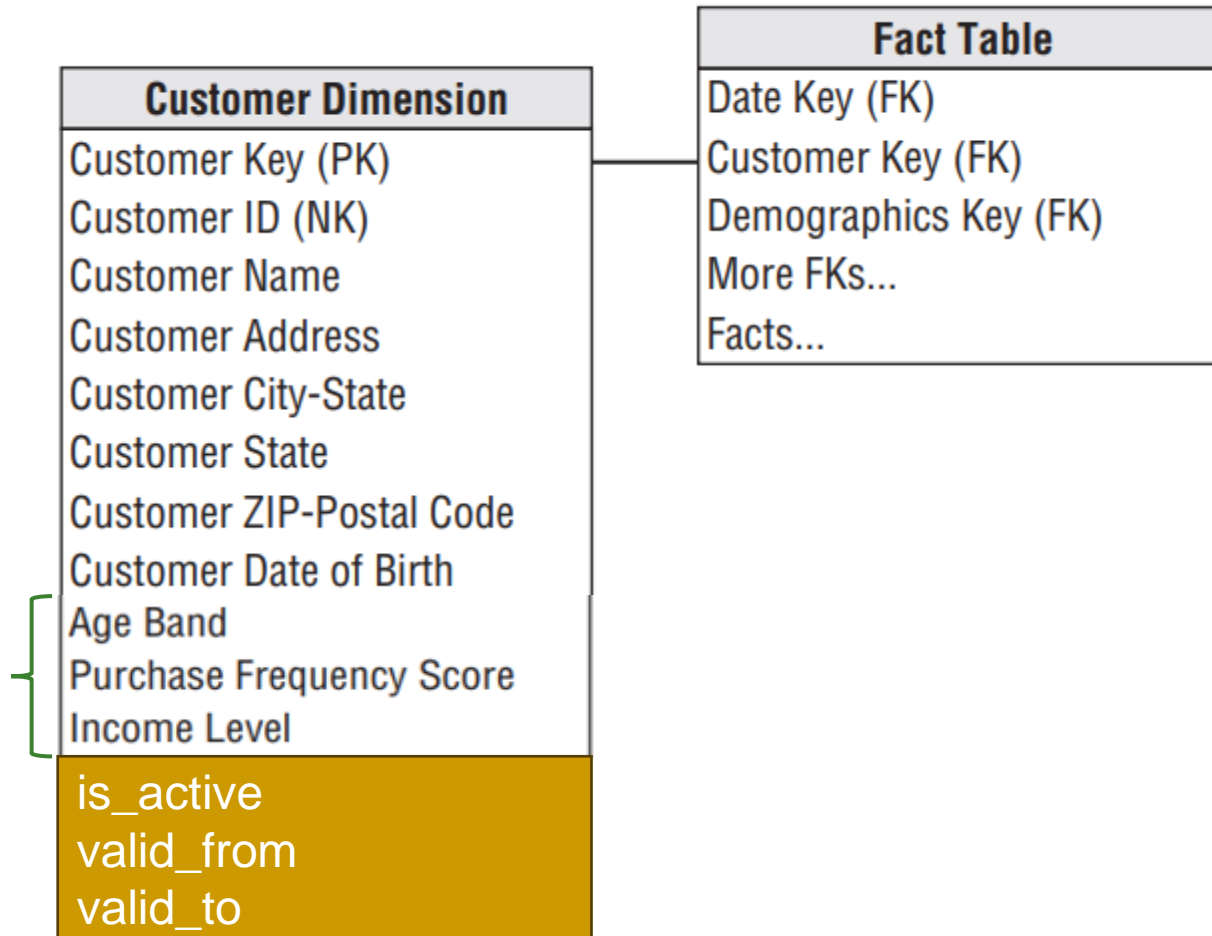 Customer Dimension
Customer Key (PK)
Customer ID (NK)
Customer Name
Customer Address
Customer City-State
Customer State
Customer ZIP-Postal Code
Customer Date of Birth
Age Band
Purchase Frequency Score
Income Level
is_active
valid_from
valid_to
Fact Table
Date Key (FK)
Customer Key (FK)
Demographics Key (FK)
More FKs...
Facts...